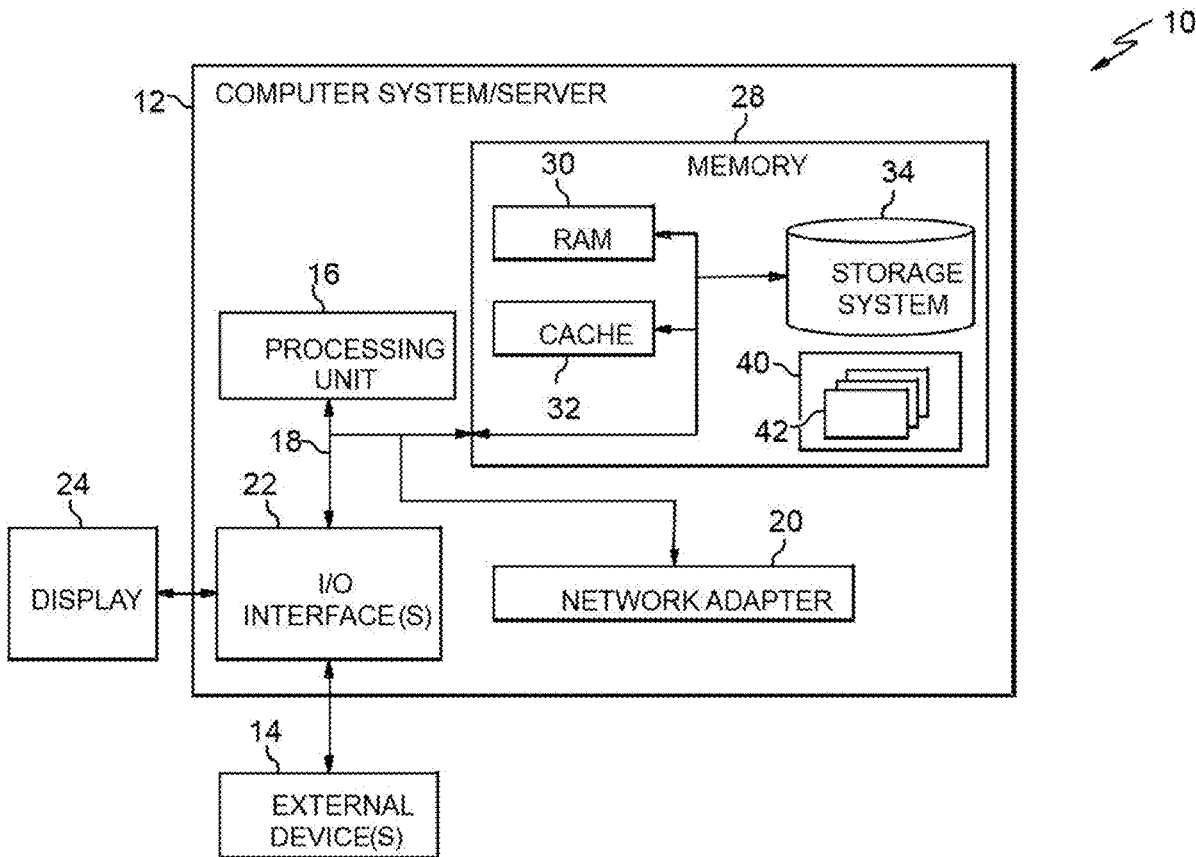 10
12
COMPUTER SYSTEM/SERVER
28
MEMORY
30
RAM
34
STORAGE
SYSTEM
16
PROCESSING
UNIT
CACHE
32
40
42
18
22
24
DISPLAY
I/O
INTERFACE(S)
20
NETWORK ADAPTER
14
EXTERNAL
DEVICE(S)